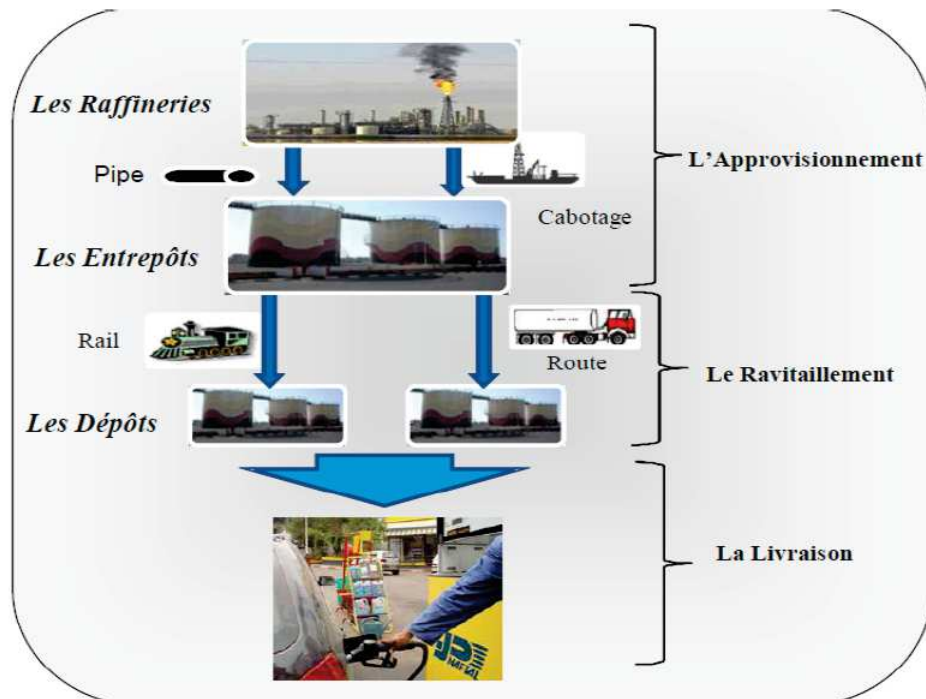 Les Raffineries
L'Approvisionnement
Pipe
Cabotage
Les Entrepôts
Rail
Route
Le Ravitaillement
Les Dépôts
La Livraison
NAFTAL